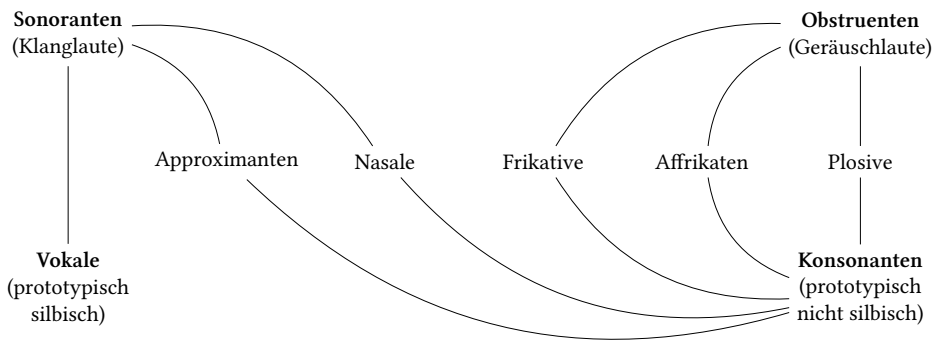 Sonoranten
(Klanglaute)
Obstruenten
(Geräuschlaute)
Approximanten
Nasale
Frikative
Affrikaten
Plosive
Vokale
(prototypisch
silbisch)
Konsonanten
(prototypisch
nicht silbisch)